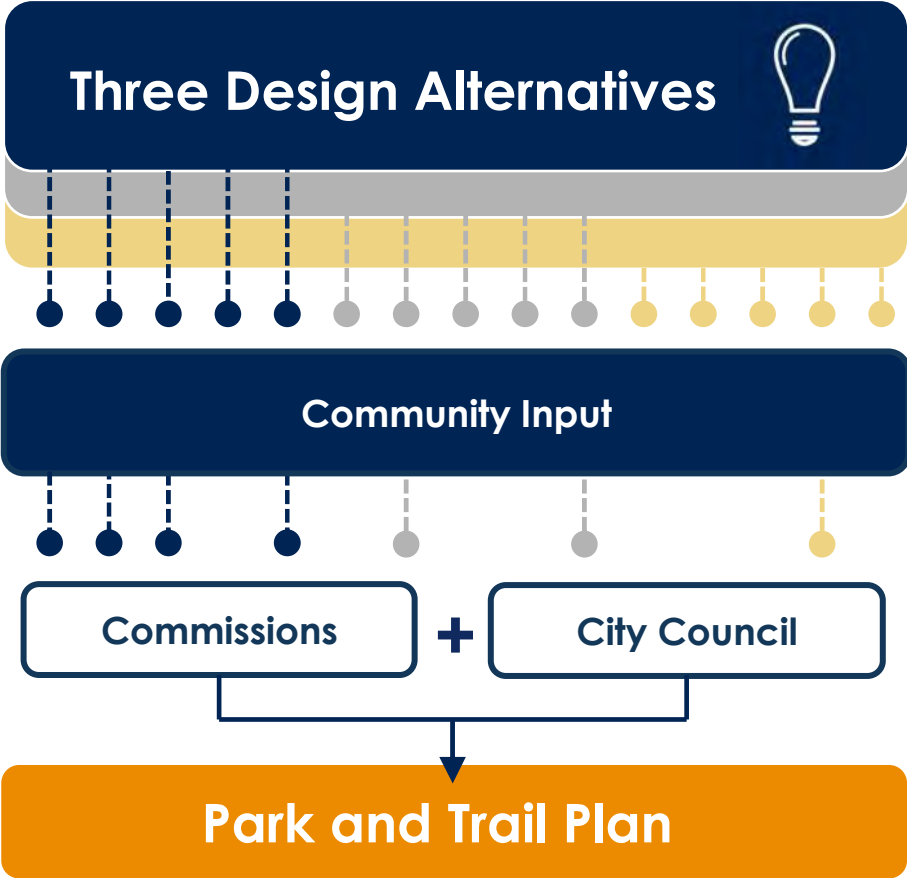 Three Design Alternatives
Community Input
Commissions + City Council
Park and Trail Plan